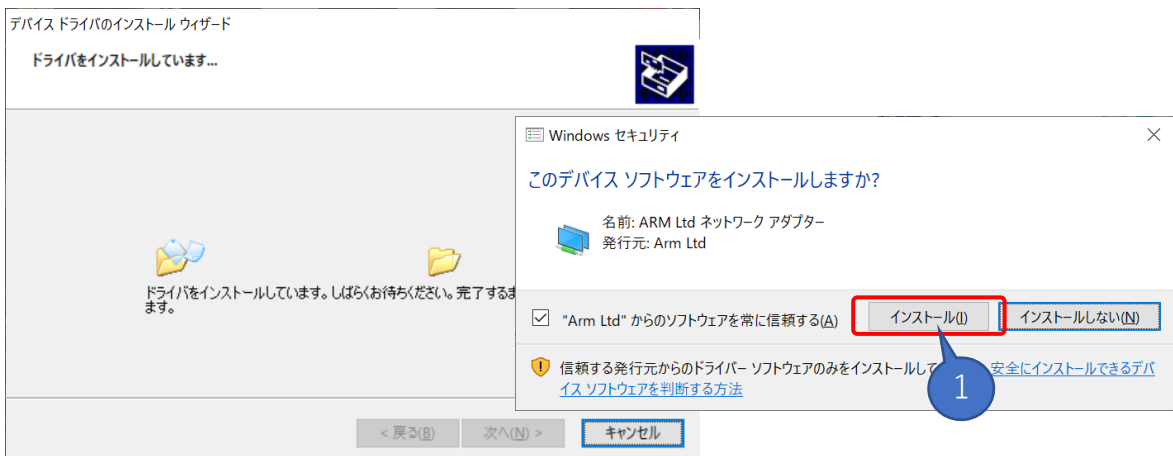 デバイス ドライバのインストール ウィザード
ドライバをインストールしています...
ドライバをインストールしています。しばらくお待ちください。完了するま
ます。
< 戻る(B)
次へ(N) >
キャンセル
Windows セキュリティ
このデバイス ソフトウェアをインストールしますか?
名前: ARM Ltd ネットワーク アダプター
発行元: Arm Ltd
"Arm Ltd" からのソフトウェアを常に信頼する(A)
インストール(I)
インストールしない(N)
信頼する発行元からのドライバー ソフトウェアのみをインストールして 安全にインストールできるデバ
イス ソフトウェアを判断する方法
1